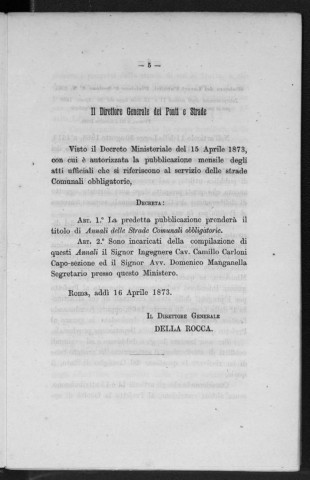 — 5 —
Il Direttore Generale dei Ponti e Strade
Visto il Decreto Ministeriale del 15 Aprile 1873,
con cui è autorizzata la pubblicazione mensile degli
atti ufficiali che si riferiscono al servizio delle strade
Comunali obbligatorie,
DECRETA:
ART. 1.º La predetta pubblicazione prenderà il
titolo di Annali delle Strade Comunali obbligatorie.
ART. 2.º Sono incaricati della compilazione di
questi Annali il Signor Ingegnere Cav. Camillo Carloni
Capo-sezione ed il Signor Avv. Domenico Manganella
Segretario presso questo Ministero.
Roma, addì 16 Aprile 1873.
IL DIRETTORE GENERALE
DELLA ROCCA.